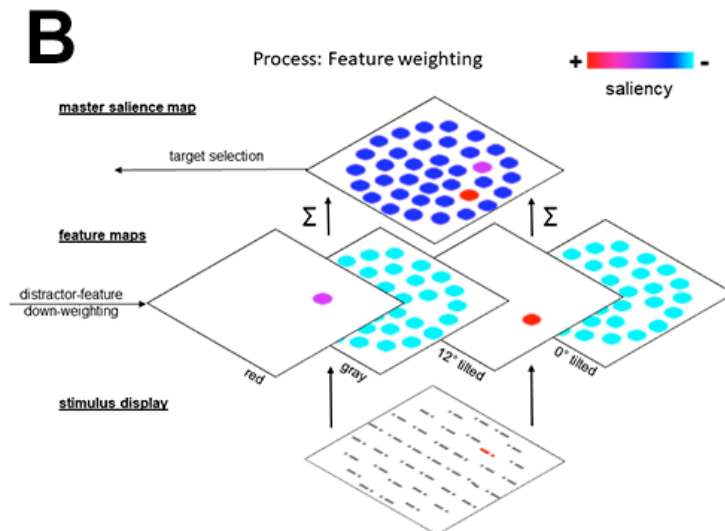 B
Process: Feature weighting
+ -
saliency
master salience map
target selection
Σ Σ
feature maps
distractor-feature
down-weighting
red
gray
12° tilted
0° tilted
stimulus display